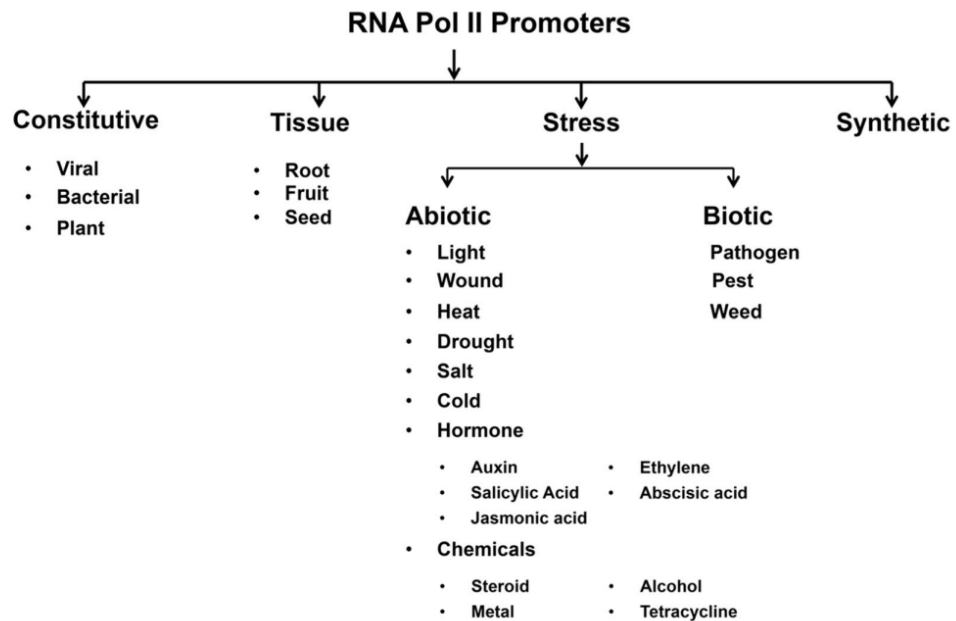 RNA Pol II Promoters
Constitutive
Tissue
Stress
Synthetic
• Viral
• Bacterial
• Plant
• Root
• Fruit
• Seed
Abiotic
• Light
• Wound
• Heat
• Drought
• Salt
• Cold
• Hormone
• Auxin
• Salicylic Acid
• Jasmonic acid
• Ethylene
• Abscisic acid
• Chemicals
• Steroid
• Metal
• Alcohol
• Tetracycline
Biotic
Pathogen
Pest
Weed